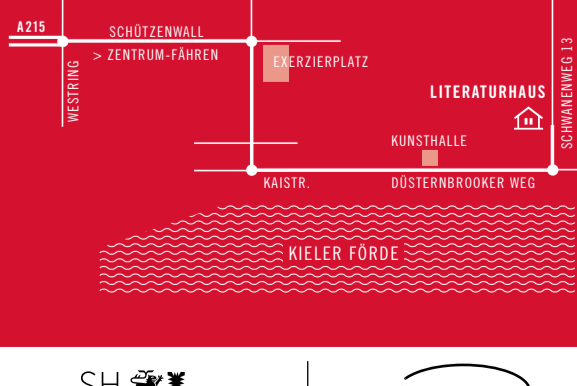 A215
SCHÜTZENWALL
> ZENTRUM-FÄHREN
WESTRING
EXERZIERPLATZ
LITERATURHAUS
SCHWANENWEG 13
KUNSTHALLE
KAISTR.
DÜSTERNBROOKER WEG
KIELER FÖRDE
SH